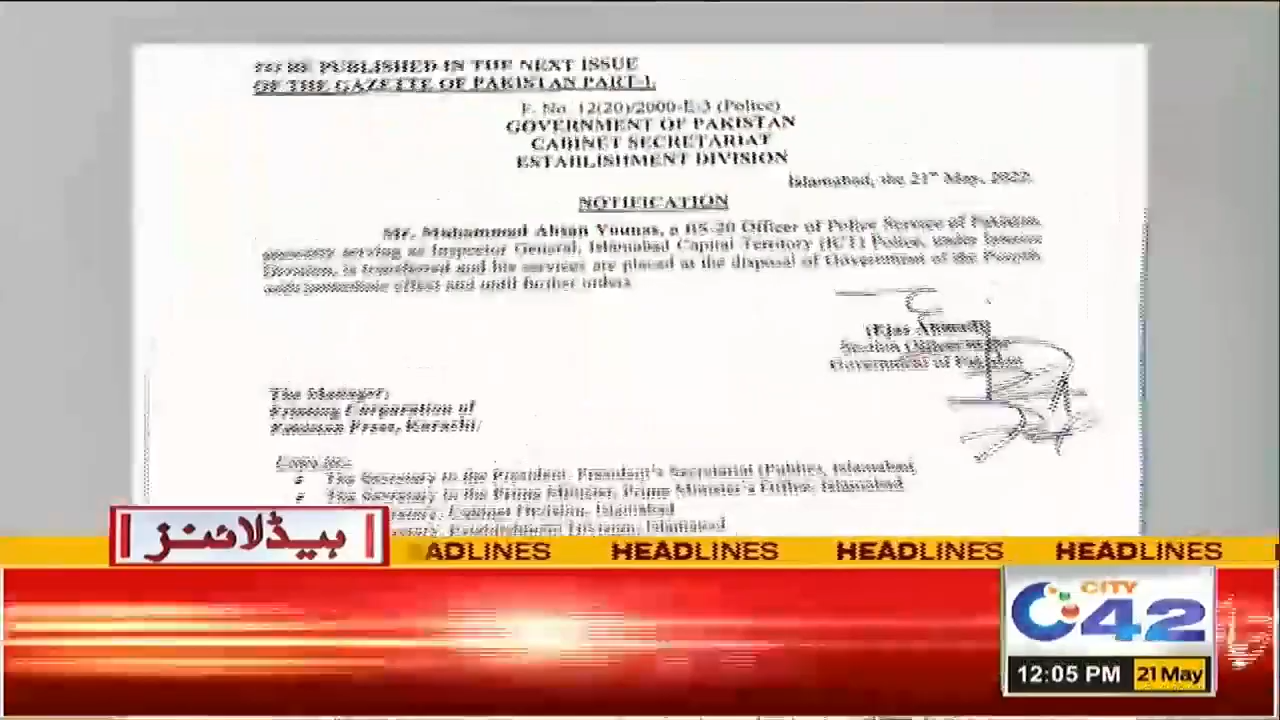 TO BE PUBLISHED IN THE NEXT ISSUE
OF THE GAZETTE OF PAKISTAN PART-I.
F. No. 12(20)/2000-E-3 (Police)
GOVERNMENT OF PAKISTAN
CABINET SECRETARIAT
ESTABLISHMENT DIVISION
Islamabad, the 21st May, 2022.
NOTIFICATION
Mr. Muhammad Ahsan Younas, a BS-20 Officer of Police Service of Pakistan
presently serving as Inspector General, Islamabad Capital Territory (ICT) Police, under
Division, is transferred and his services are placed at the disposal of Government of the Punjab
with immediate effect and until further orders.
Government of Pakistan
The Manager,
Printing Corporation of
Pakistan Press, Karachi.
The Secretary to the President, President's Secretariat (Public), Islamabad
The Secretary to the Prime Minister, Prime Minister's Office, Islamabad
Cabinet Division, Islamabad
Establishment Division, Islamabad
ہیڈلائنز
ADLINES HEADLINES HEADLINES HEADLINES
CITY
42
12:05 PM 21 May